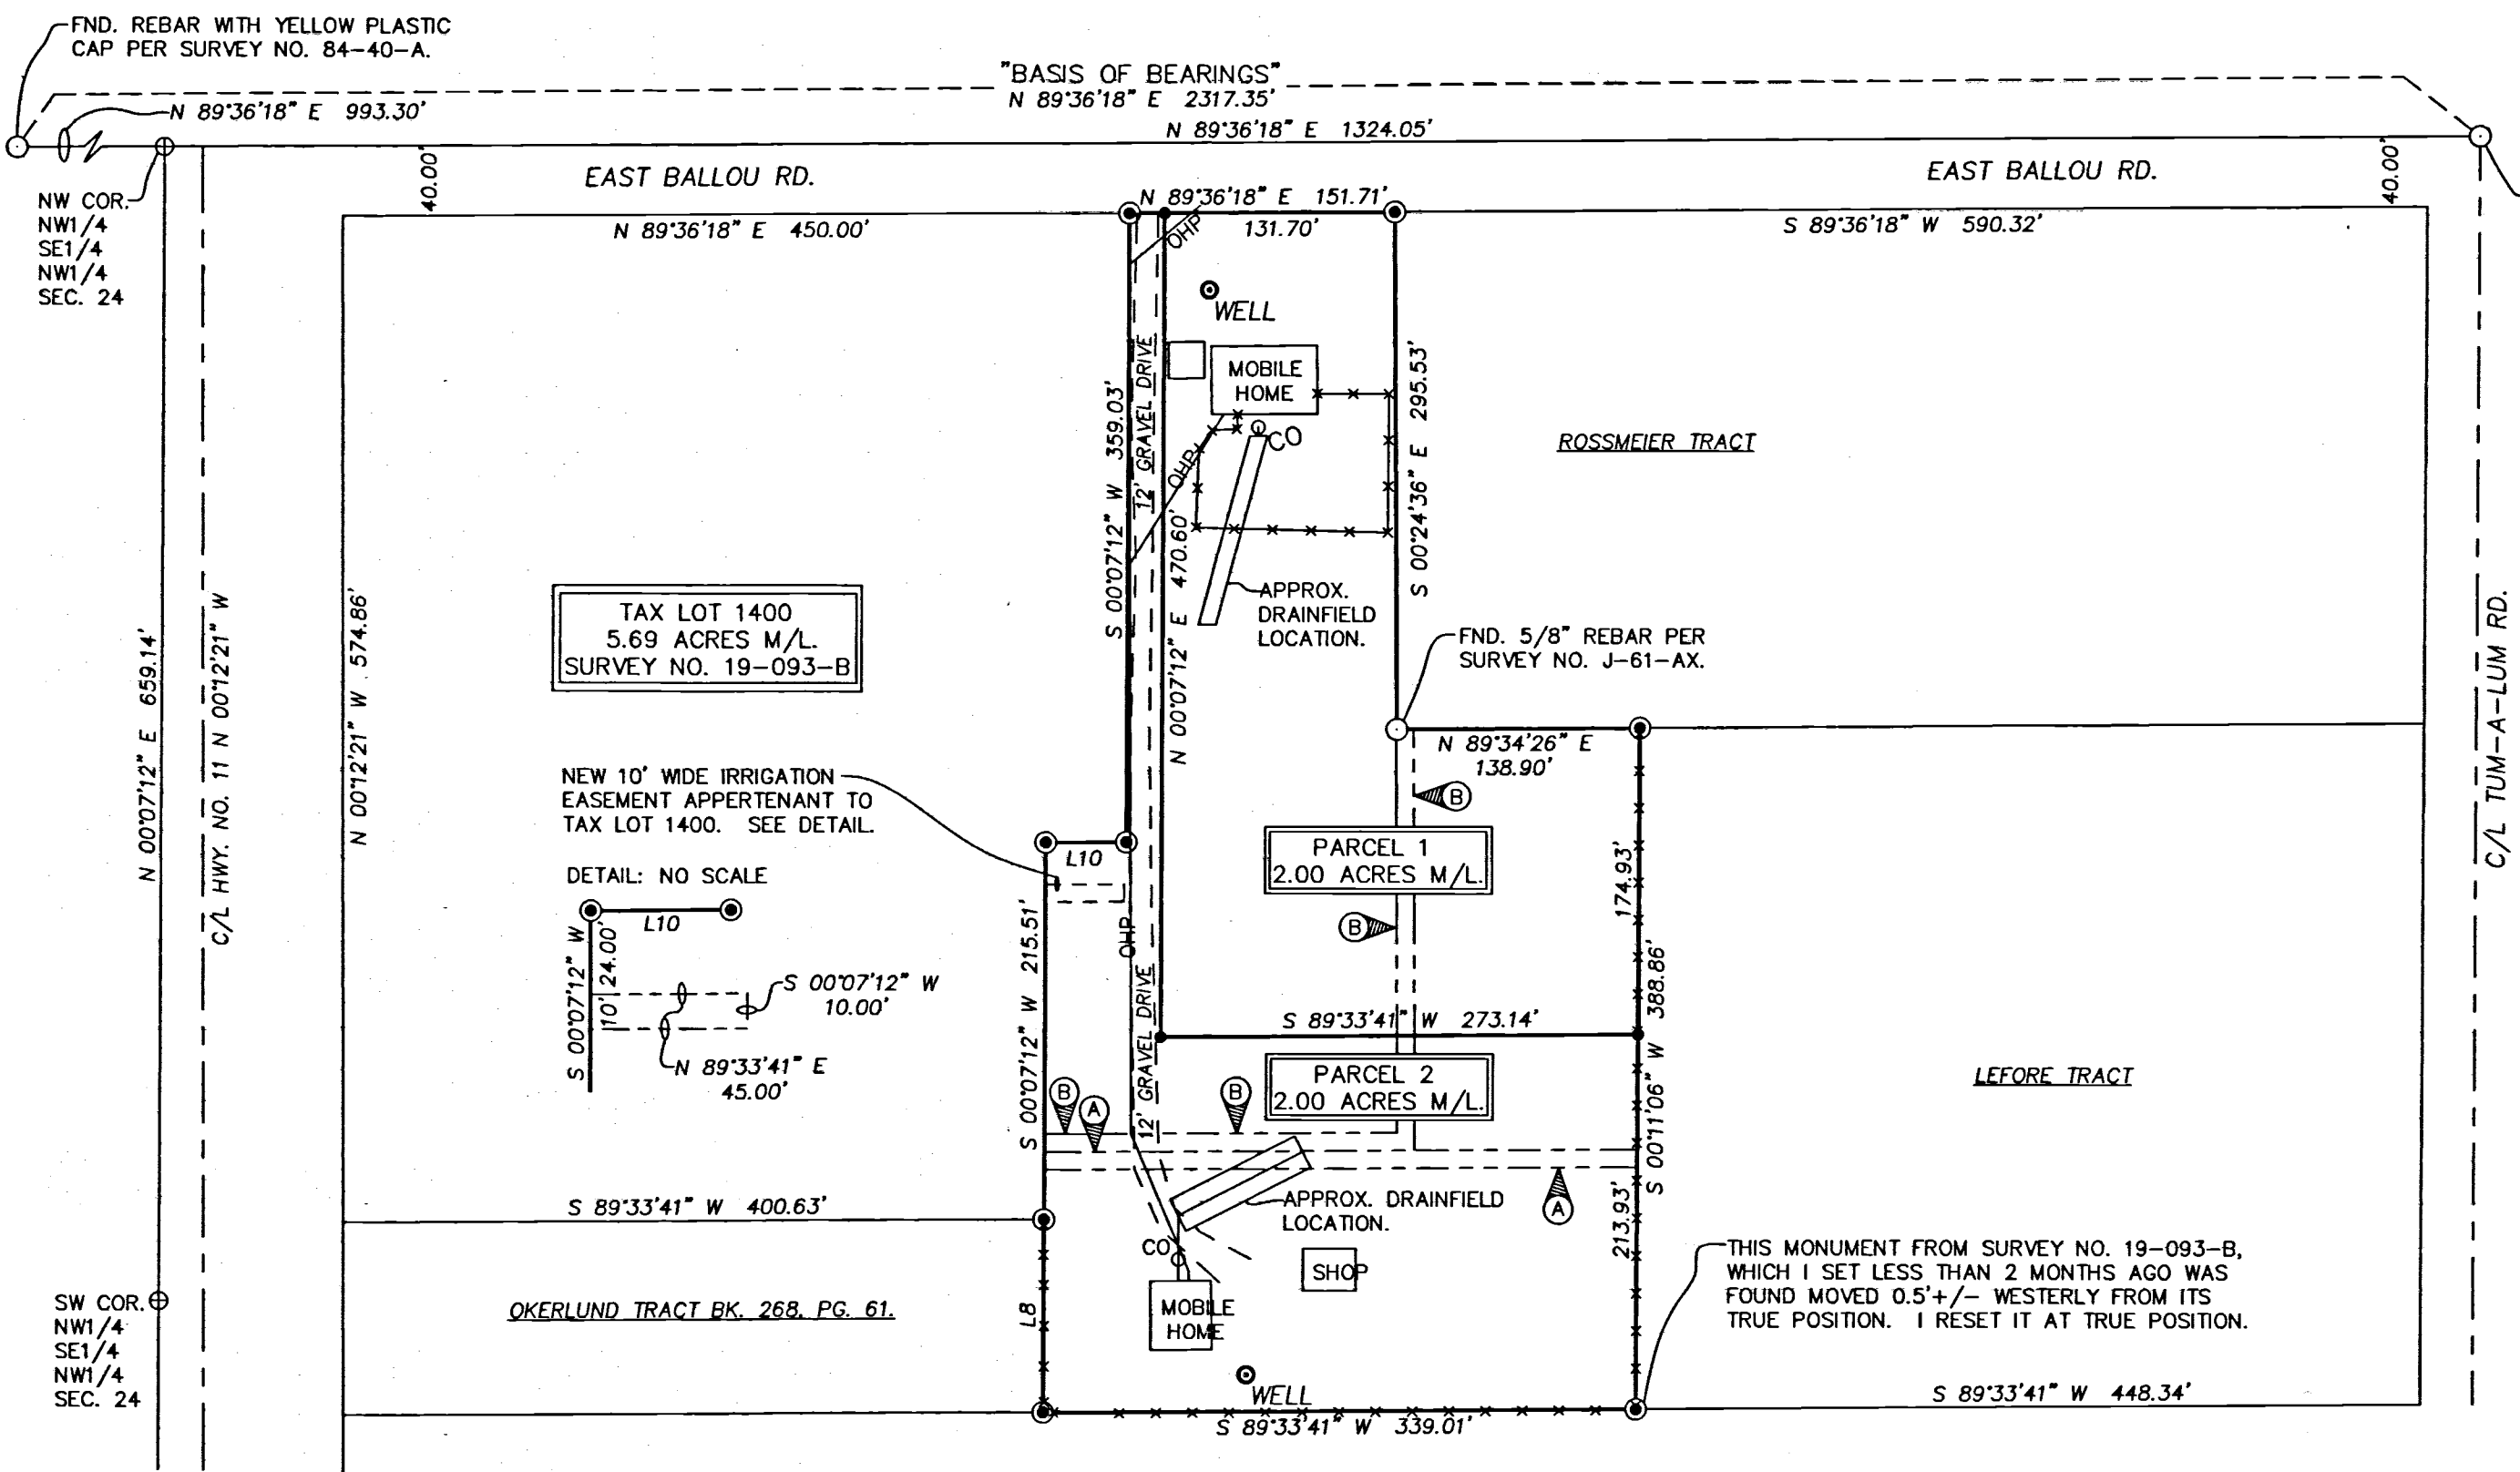 FND. REBAR WITH YELLOW PLASTIC
CAP PER SURVEY NO. 84-40-A.
"BASIS OF BEARINGS"
N 89°36'18" E 2317.35'
N 89°36'18" E 993.30'
N 89°36'18" E 1324.05'
NW COR.
NW1/4
SE1/4
NW1/4
SEC. 24
40.00'
EAST BALLOU RD.
EAST BALLOU RD.
40.00'
N 89°36'18" E 450.00'
N 89°36'18" E 151.71'
131.70'
S 89°36'18" W 590.32'
OHP
WELL
MOBILE
HOME
CO
OHP
12' GRAVEL DRIVE
S 00°07'12" W 359.03'
N 00°07'12" E 470.60'
S 00°24'36" E 295.53'
ROSSMEIER TRACT
APPROX.
DRAINFIELD
LOCATION.
TAX LOT 1400
5.69 ACRES M/L.
SURVEY NO. 19-093-B
N 00°07'12" E 659.14'
C/L HWY. NO. 11 N 00°12'21" W
N 00°12'21" W 574.86'
FND. 5/8" REBAR PER
SURVEY NO. J-61-AX.
C/L TUM-A-LUM RD.
N 89°34'26" E
138.90'
B
NEW 10' WIDE IRRIGATION
EASEMENT APPERTENANT TO
TAX LOT 1400. SEE DETAIL.
L10
PARCEL 1
2.00 ACRES M/L.
174.93'
DETAIL: NO SCALE
L10
S 00°07'12" W
24.00'
10'
S 00°07'12" W
10.00'
N 89°33'41" E
45.00'
S 00°07'12" W 215.51'
OHP
12' GRAVEL DRIVE
B
S 89°33'41" W 273.14'
S 00°11'06" W 388.86'
PARCEL 2
2.00 ACRES M/L.
LEFORE TRACT
B
A
B
S 89°33'41" W 400.63'
APPROX. DRAINFIELD
LOCATION.
A
213.93'
CO
SHOP
MOBILE
HOME
L8
OKERLUND TRACT BK. 268, PG. 61.
THIS MONUMENT FROM SURVEY NO. 19-093-B,
WHICH I SET LESS THAN 2 MONTHS AGO WAS
FOUND MOVED 0.5'+/- WESTERLY FROM ITS
TRUE POSITION. I RESET IT AT TRUE POSITION.
SW COR.
NW1/4
SE1/4
NW1/4
SEC. 24
WELL
S 89°33'41" W 339.01'
S 89°33'41" W 448.34'